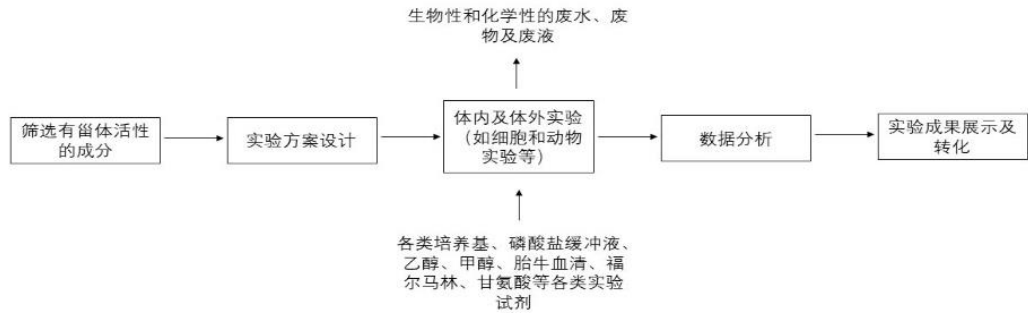 生物性和化学性的废水、废
物及废液
筛选有甾体活性
的成分
实验方案设计
体内及体外实验
（如细胞和动物
实验等）
数据分析
实验成果展示及
转化
各类培养基、磷酸盐缓冲液、
乙醇、甲醇、胎牛血清、福
尔马林、甘氨酸等各类实验
试剂